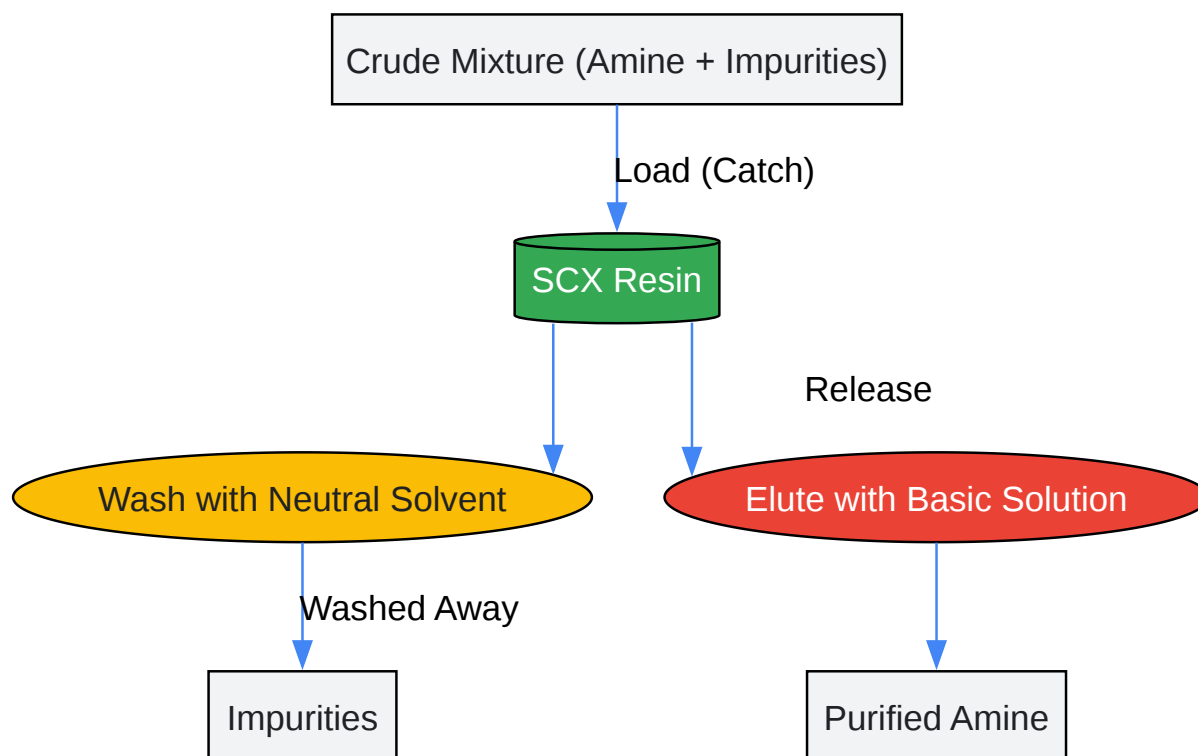 Crude Mixture (Amine + Impurities)
Load (Catch)
SCX Resin
Release
Wash with Neutral Solvent
Elute with Basic Solution
Washed Away
Impurities
Purified Amine